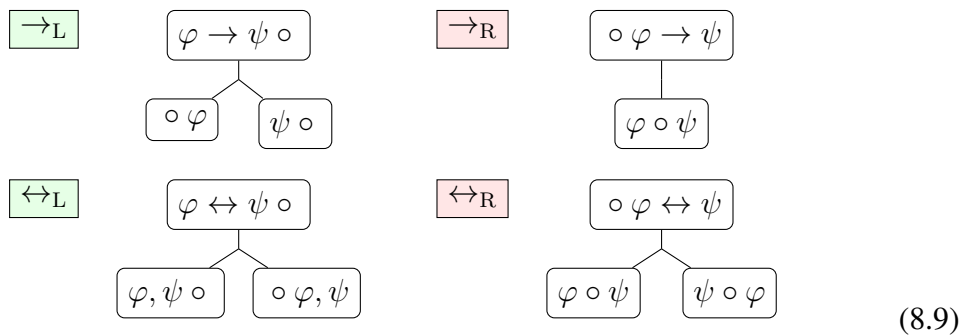 →L φ → ψ ∘ →R ∘ φ → ψ
∘ φ ψ ∘ φ ∘ ψ
↔L φ ↔ ψ ∘ ↔R ∘ φ ↔ ψ
φ, ψ ∘ ∘ φ, ψ φ ∘ ψ ψ ∘ φ
(8.9)